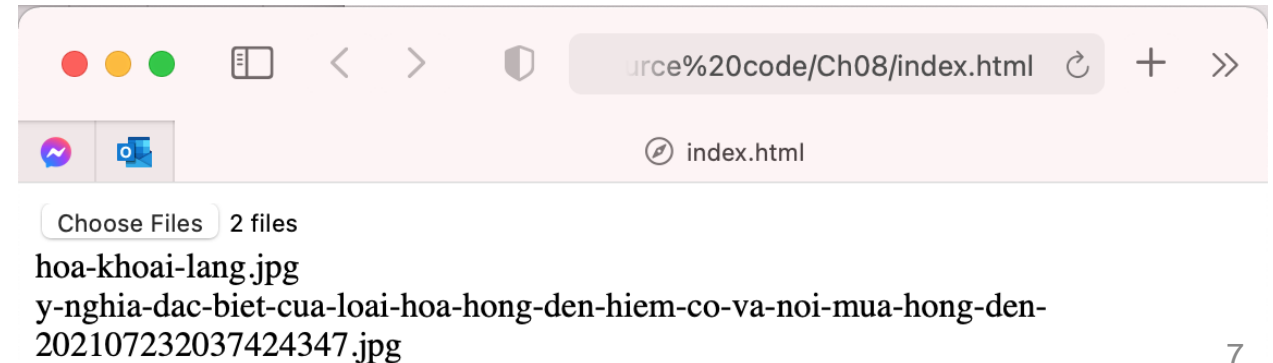 urce%20code/Ch08/index.html
index.html
Choose Files 2 files
hoa-khoai-lang.jpg
y-nghia-dac-biet-cua-loai-hoa-hong-den-hiem-co-va-noi-mua-hong-den-
202107232037424347.jpg
7